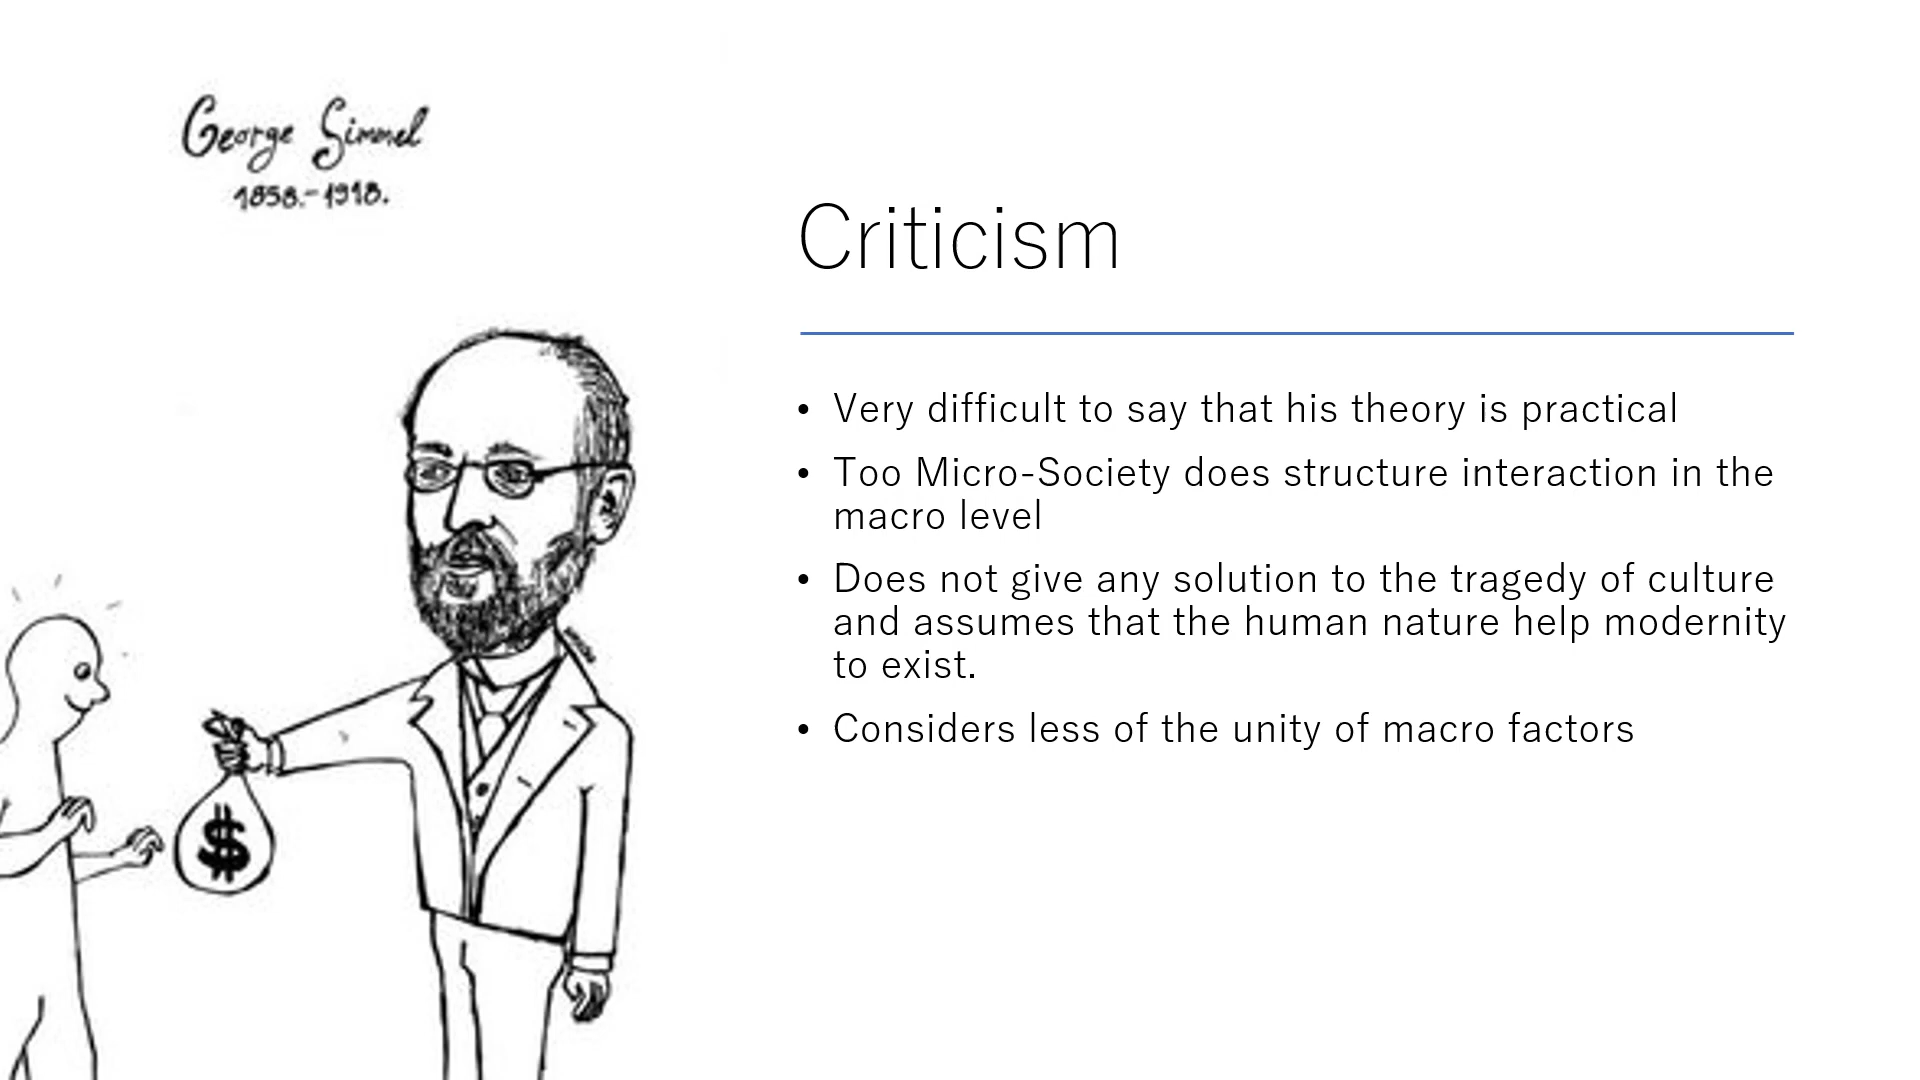 George Simmel
1858.-1918.
Criticism
• Very difficult to say that his theory is practical
• Too Micro-Society does structure interaction in the
macro level
• Does not give any solution to the tragedy of culture
and assumes that the human nature help modernity
to exist.
• Considers less of the unity of macro factors
$